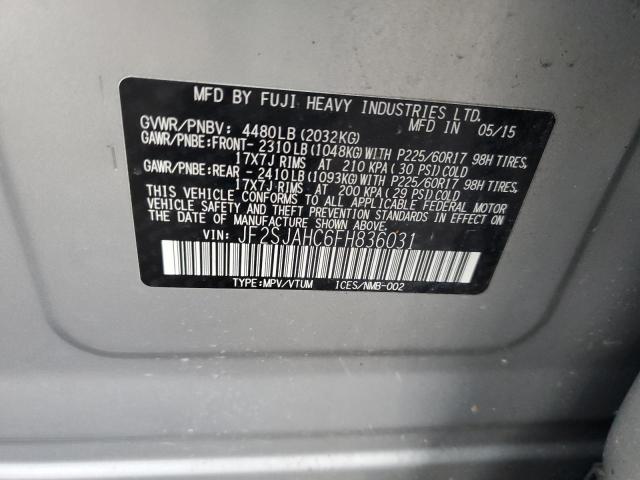 MFD BY FUJI HEAVY INDUSTRIES LTD.
MFD IN 05/15
GVWR/PNBV: 4480LB(2032KG)
GAWR/PNBE:FRONT- 2310LB(1048KG)WITH P225/60R17 98H TIRES,
17X7J RIMS AT 210 KPA(30 PSI)COLD
GAWR/PNBE:REAR - 2410LB(1093KG)WITH P225/60R17 98H TIRES,
17X7J RIMS AT 200 KPA(29 PSI)COLD.
THIS VEHICLE CONFORMS TO ALL APPLICABLE FEDERAL MOTOR
VEHICLE SAFETY AND THEFT PREVENTION STANDARDS IN EFFECT ON
THE DATE OF MANUFACTURE SHOWN ABOVE.
VIN: JF2SJAHC6FH836031
TYPE:MPV/VTUM ICES/NMB-002